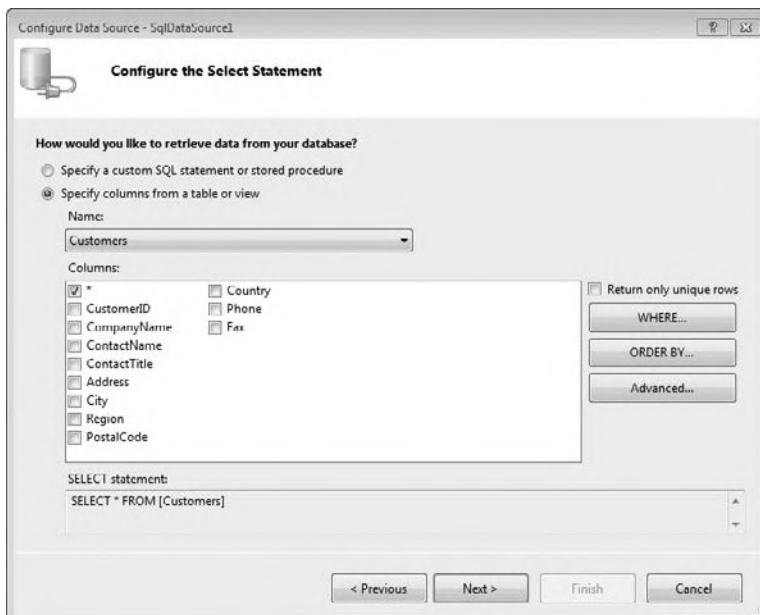 Configure Data Source - SqlDataSource1
Configure the Select Statement
How would you like to retrieve data from your database?
Specify a custom SQL statement or stored procedure
Specify columns from a table or view
Name:
Customers
Columns:
* Country
CustomerID Phone
CompanyName Fax
ContactName
ContactTitle
Address
City
Region
PostalCode
Return only unique rows
WHERE...
ORDER BY...
Advanced...
SELECT statement:
SELECT * FROM [Customers]
< Previous Next > Finish Cancel